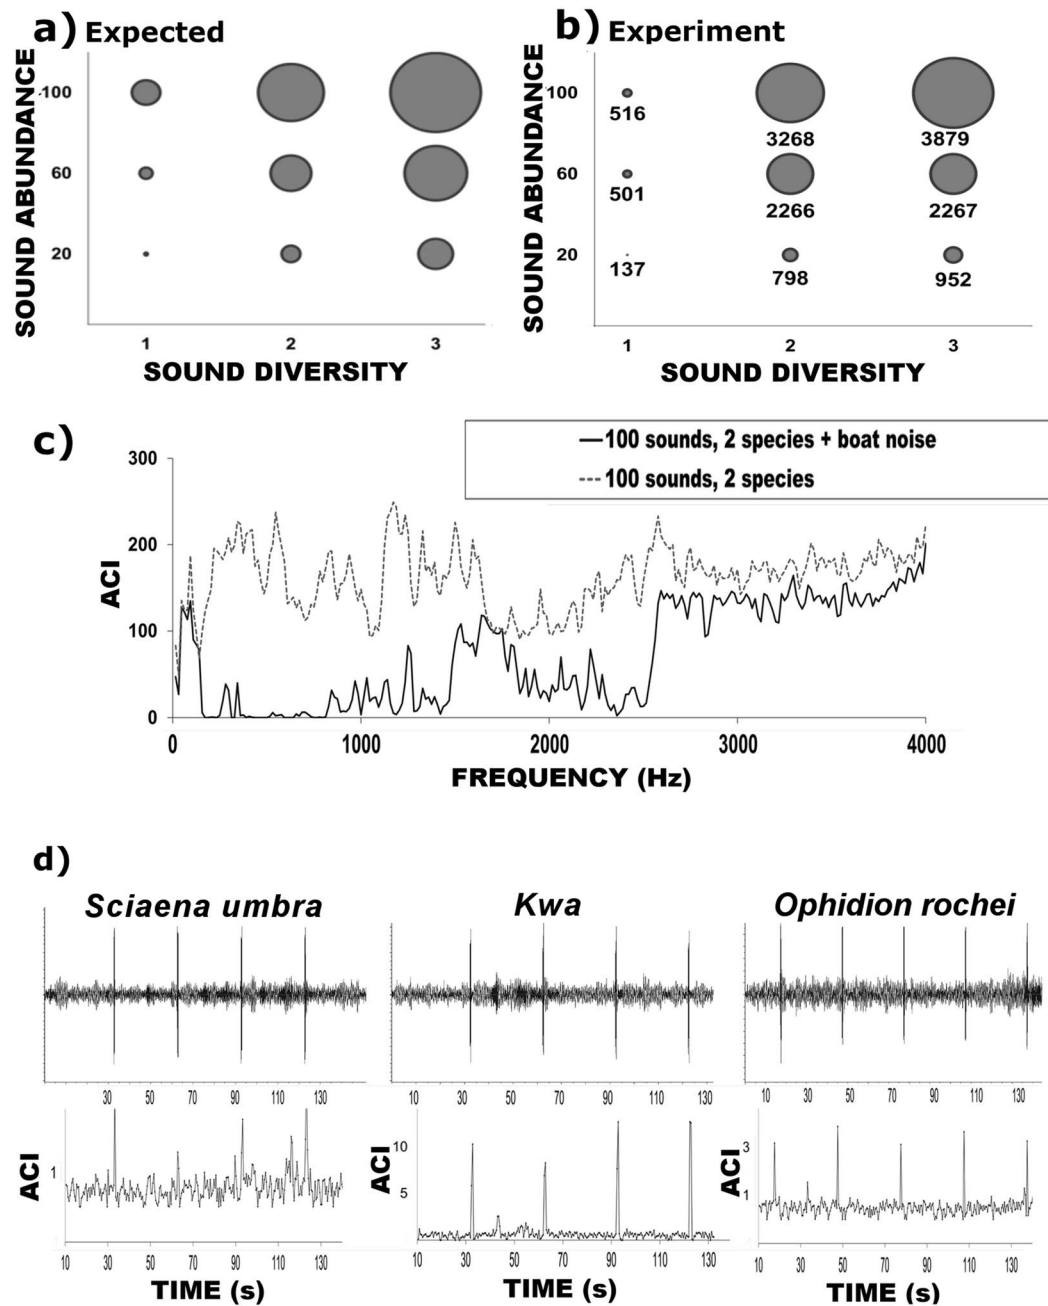 a) Expected
SOUND ABUNDANCE
100
60
20
1 2 3
SOUND DIVERSITY
b) Experiment
SOUND ABUNDANCE
100
516 3268 3879
60
501 2266 2267
20
137 798 952
1 2 3
SOUND DIVERSITY
c)
100 sounds, 2 species + boat noise
100 sounds, 2 species
ACI
300
200
100
0
0 1000 2000 3000 4000
FREQUENCY (Hz)
d)
Sciaena umbra
10 30 50 70 90 110 130
ACI
1
10 30 50 70 90 110 130
TIME (s)
Kwa
10 30 50 70 90 110 130
ACI
10
5
10 30 50 70 90 110 130
TIME (s)
Ophidion rochei
10 30 50 70 90 110 130
ACI
3
1
10 30 50 70 90 110 130
TIME (s)